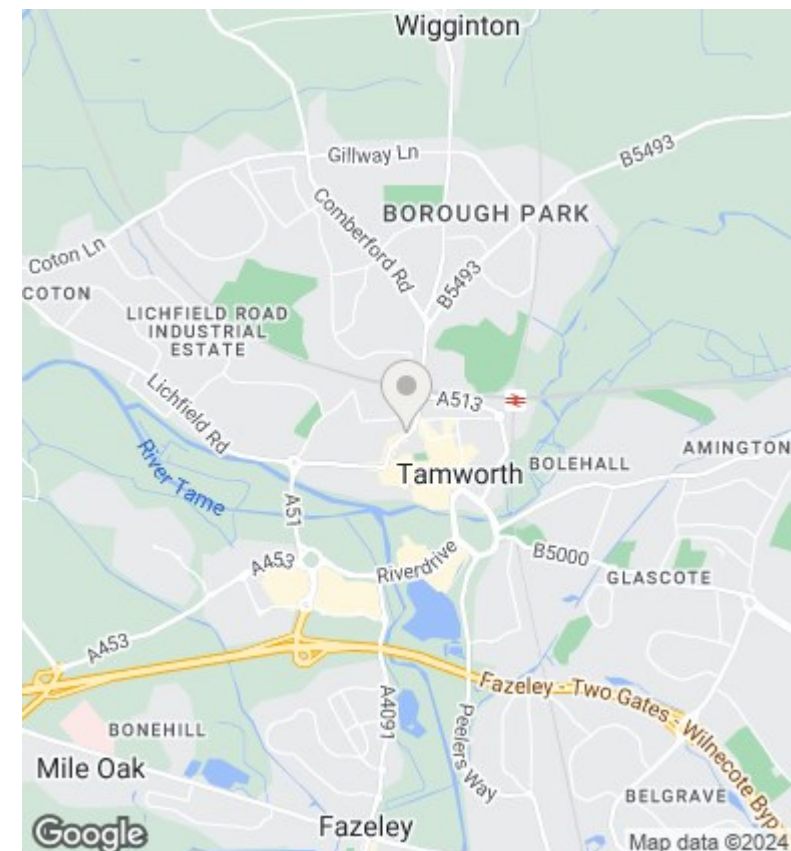 Wigginton
B5493
Gillway Ln
Comberford Rd
BOROUGH PARK
Coton Ln
B5493
COTON
LICHFIELD ROAD
INDUSTRIAL
ESTATE
Lichfield Rd
A513
AMINGTON
BOLEHALL
Tamworth
River Tame
A51
A453
Riverdrive
B5000
GLASCOTE
A453
Fazeley - Two Gates - Wilnecote Byp
A4091
Peelers Way
BONEHILL
Mile Oak
BELGRAVE
Fazeley
Google
Map data ©2024